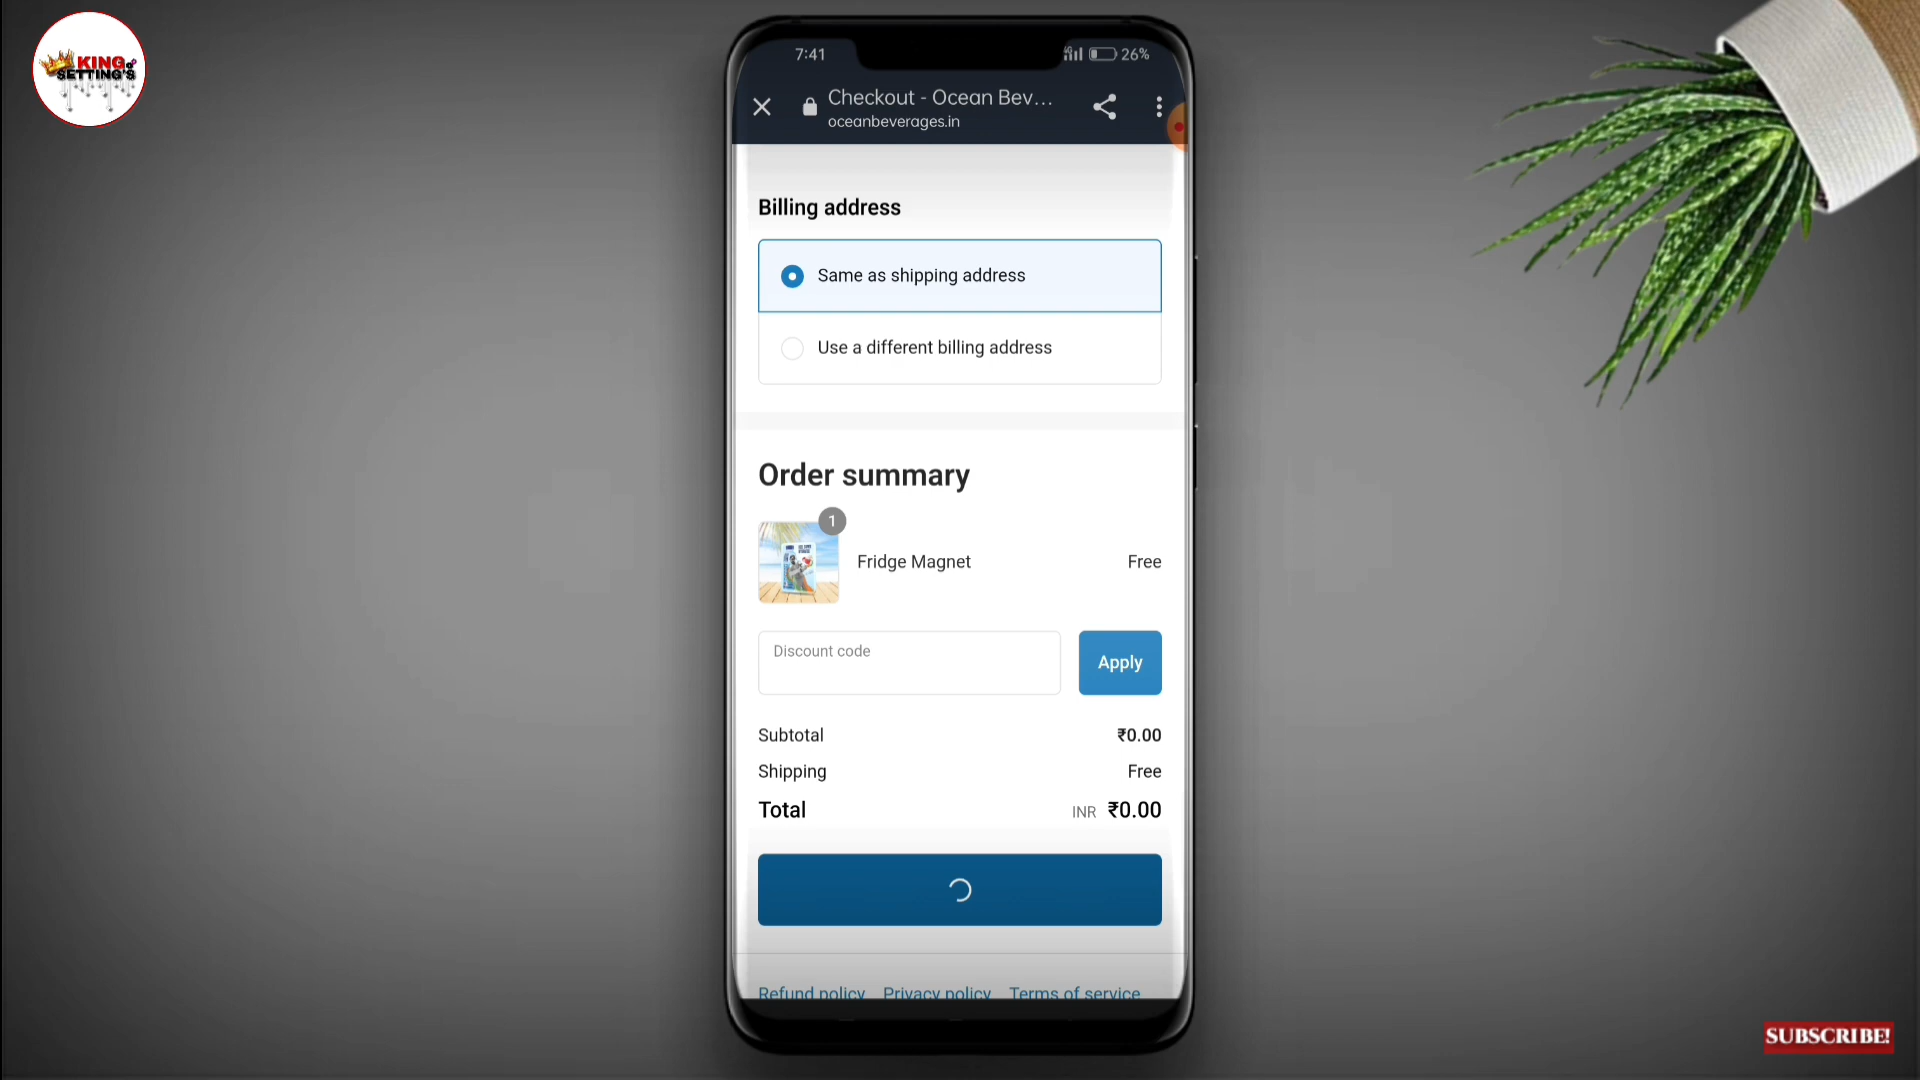 KING of
SETTING'S
7:41
4G
26%
Checkout - Ocean Bev...
oceanbeverages.in
Billing address
Same as shipping address
Use a different billing address
Order summary
1
Fridge Magnet Free
Discount code
Apply
Subtotal ₹0.00
Shipping Free
Total INR ₹0.00
Refund policy Privacy policy Terms of service
SUBSCRIBE!